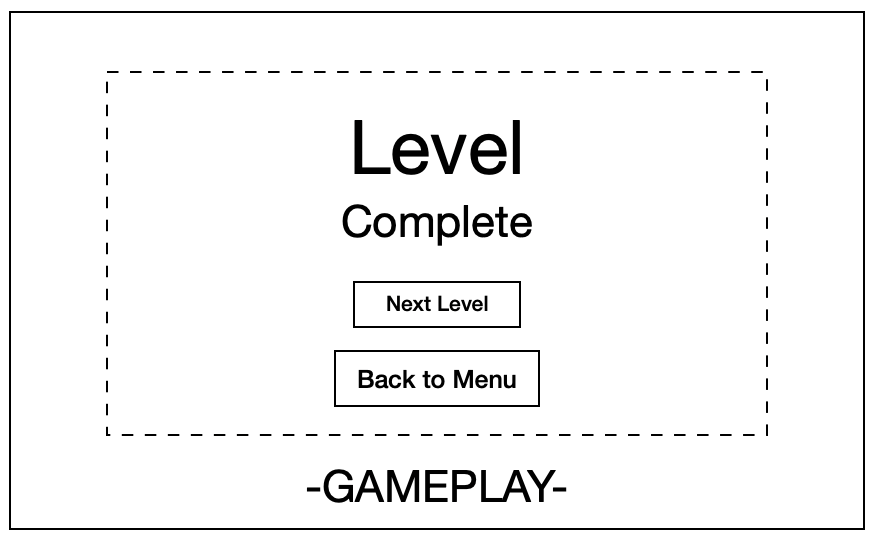 Level
Complete
Next Level
Back to Menu
-GAMEPLAY-